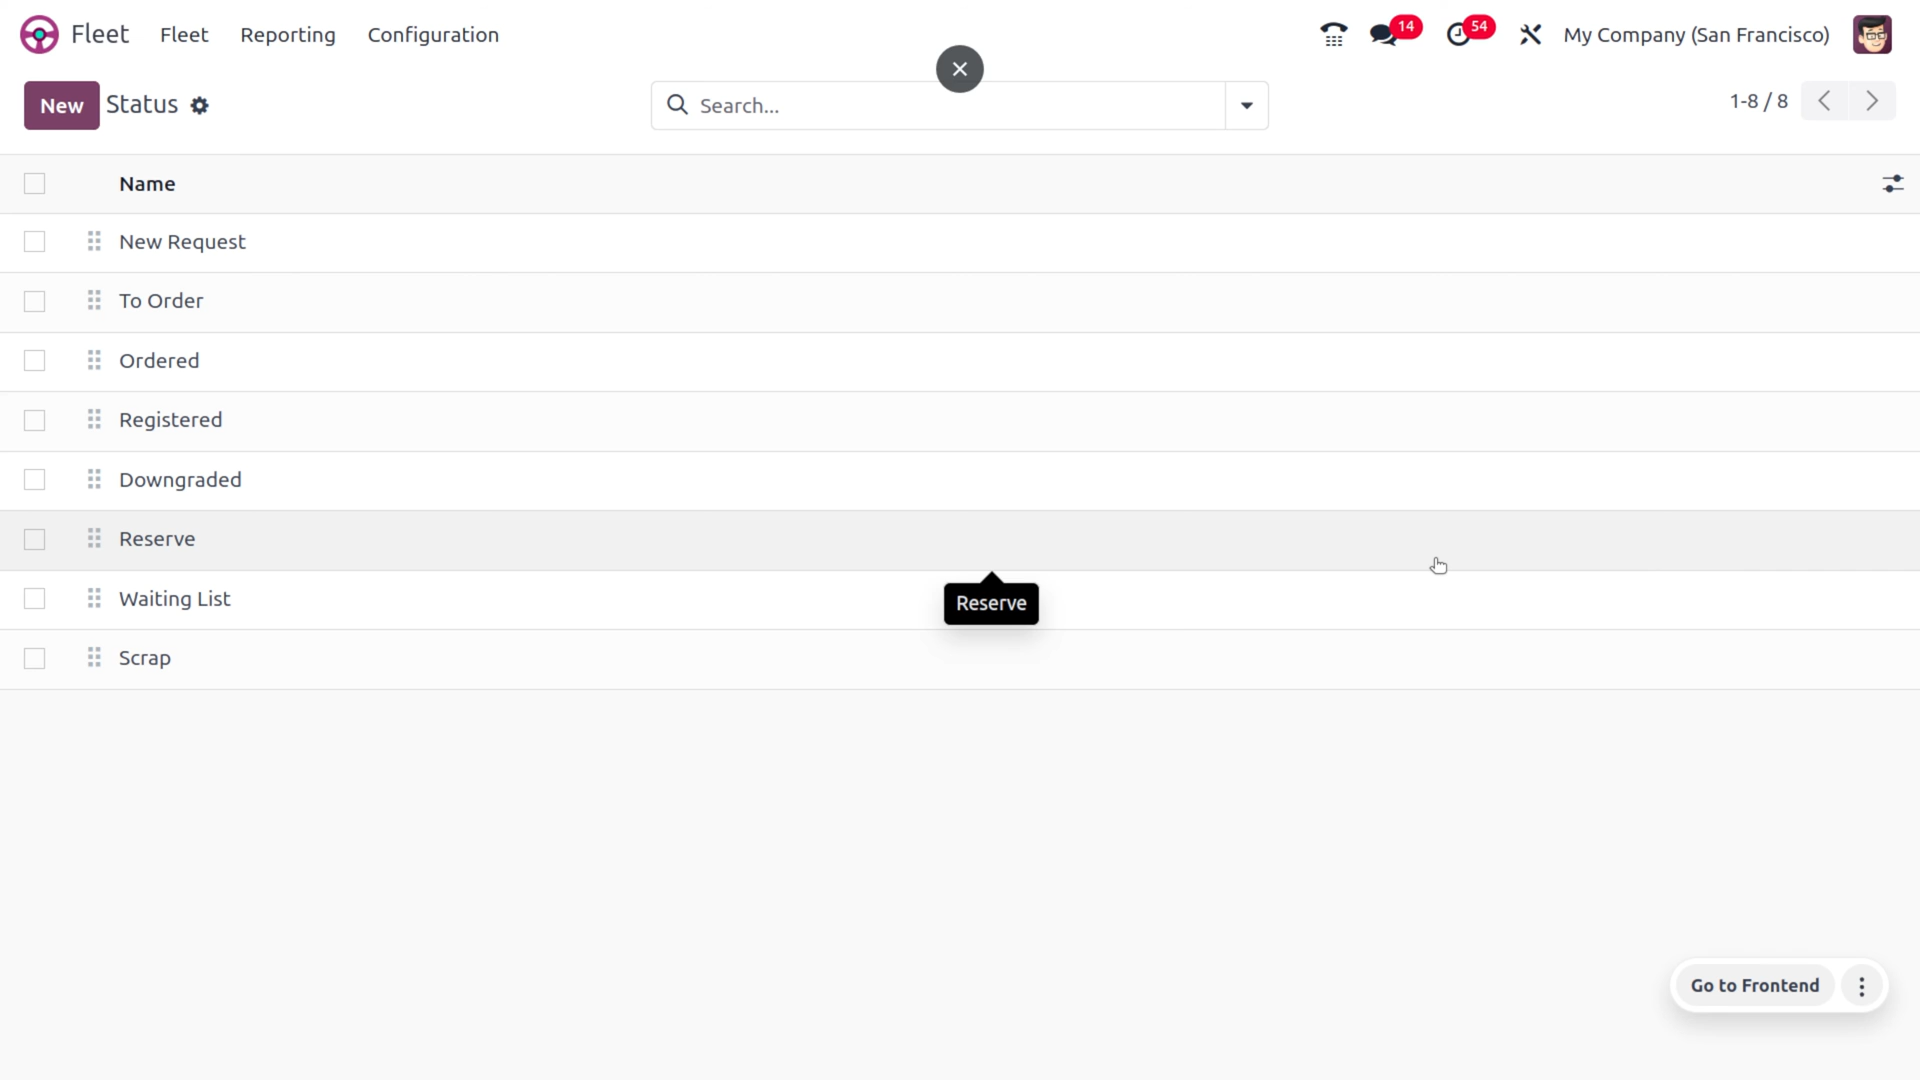 Fleet Fleet Reporting Configuration 14 54 My Company (San Francisco)
New Status Search... 1-8 / 8
Name
New Request
To Order
Ordered
Registered
Downgraded
Reserve
Waiting List
Reserve
Scrap
Go to Frontend